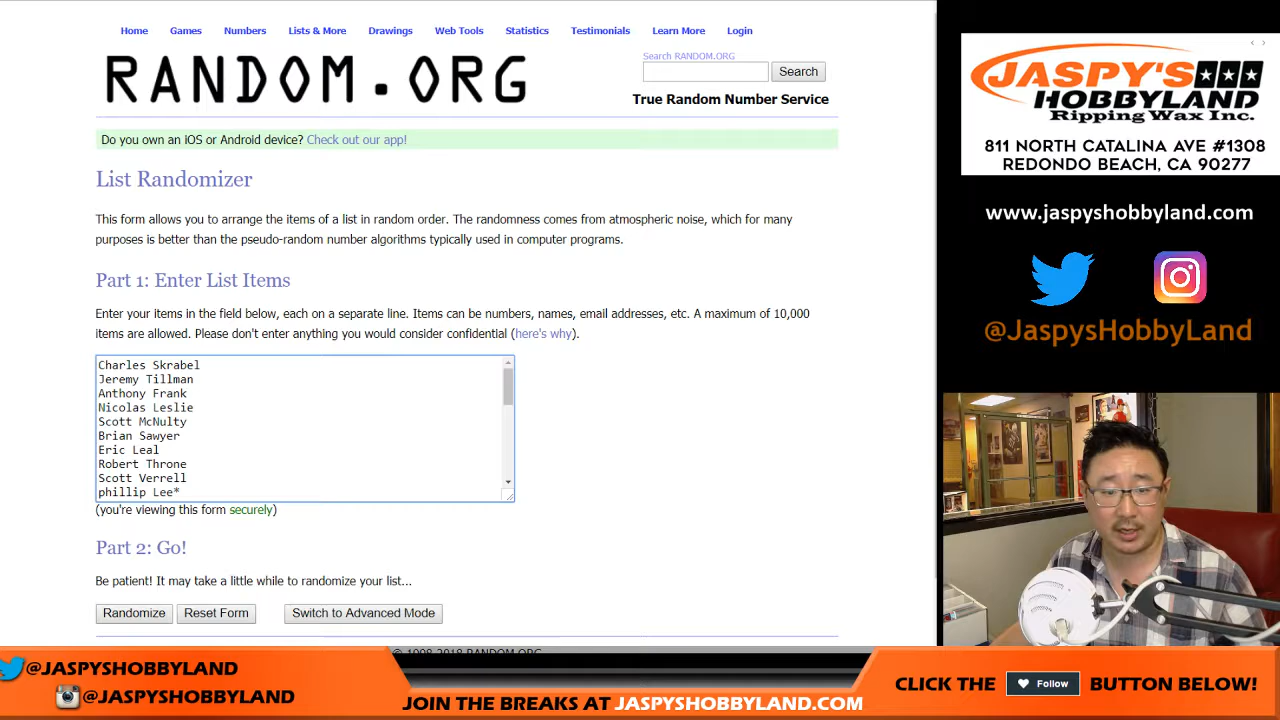 Home Games Numbers Lists & More Drawings Web Tools Statistics Testimonials Learn More Login
RANDOM.ORG
Search RANDOM.ORG
Search
True Random Number Service
Do you own an iOS or Android device? Check out our app!
List Randomizer
This form allows you to arrange the items of a list in random order. The randomness comes from atmospheric noise, which for many
purposes is better than the pseudo-random number algorithms typically used in computer programs.
Part 1: Enter List Items
Enter your items in the field below, each on a separate line. Items can be numbers, names, email addresses, etc. A maximum of 10,000
items are allowed. Please don't enter anything you would consider confidential (here's why).
Charles Skrabel
Jeremy Tillman
Anthony Frank
Nicolas Leslie
Scott McNulty
Brian Sawyer
Eric Leal
Robert Throne
Scott Verrell
phillip Lee*
(you're viewing this form securely)
Part 2: Go!
Be patient! It may take a little while to randomize your list...
Randomize Reset Form Switch to Advanced Mode
© 1998-2018 RANDOM.ORG
JASPY'S
HOBBYLAND
Ripping Wax Inc.
811 NORTH CATALINA AVE #1308
REDONDO BEACH, CA 90277
www.jaspyshobbyland.com
@JaspysHobbyLand
@JASPYSHOBBYLAND
@JASPYSHOBBYLAND
JOIN THE BREAKS AT JASPYSHOBBYLAND.COM
CLICK THE Follow BUTTON BELOW!